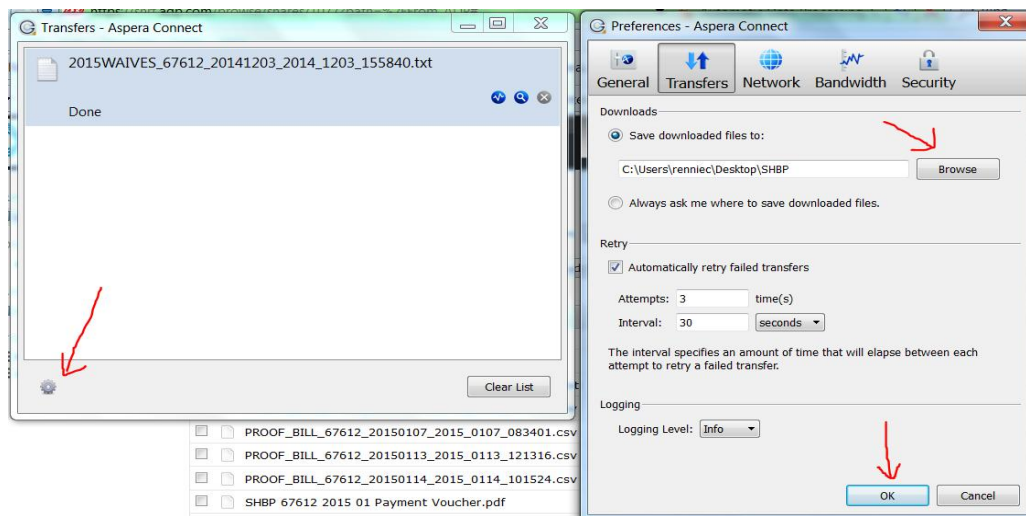 Transfers - Aspera Connect
2015WAIVES_67612_20141203_2014_1203_155840.txt
Done
Clear List
PROOF_BILL_67612_20150107_2015_0107_083401.csv
PROOF_BILL_67612_20150113_2015_0113_121316.csv
PROOF_BILL_67612_20150114_2015_0114_101524.csv
SHBP 67612 2015 01 Payment Voucher.pdf
Preferences - Aspera Connect
General Transfers Network Bandwidth Security
Downloads
Save downloaded files to:
C:\Users\renniec\Desktop\SHBP Browse
Always ask me where to save downloaded files.
Retry
Automatically retry failed transfers
Attempts: 3 time(s)
Interval: 30 seconds
The interval specifies an amount of time that will elapse between each
attempt to retry a failed transfer.
Logging
Logging Level: Info
OK Cancel